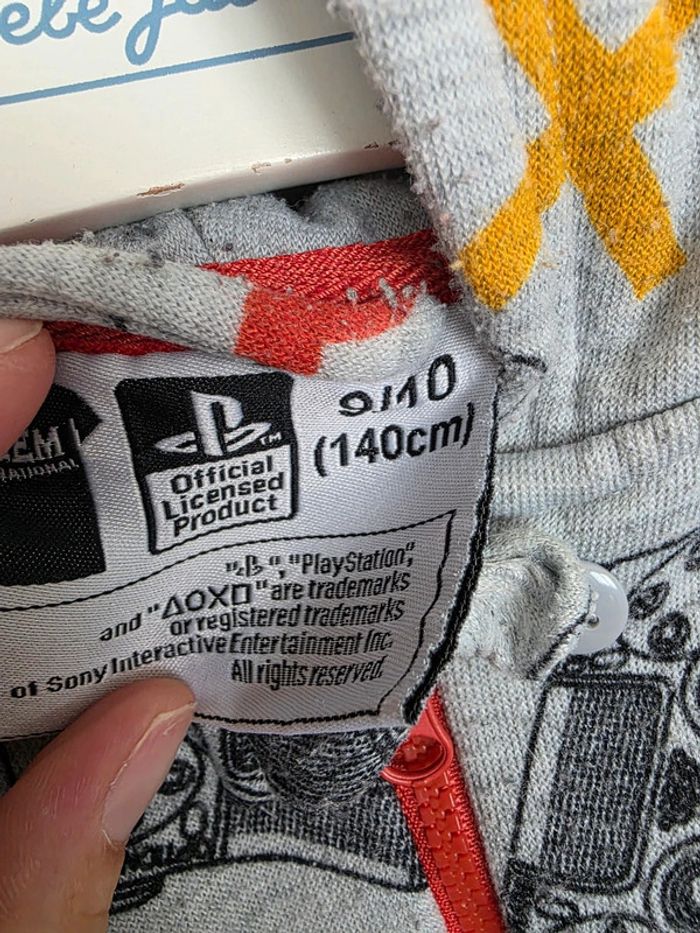 9/10
(140cm)
Official
Licensed
Product
"PlayStation",
and "△OX□" are trademarks
or registered trademarks
of Sony Interactive Entertainment Inc.
All rights reserved.